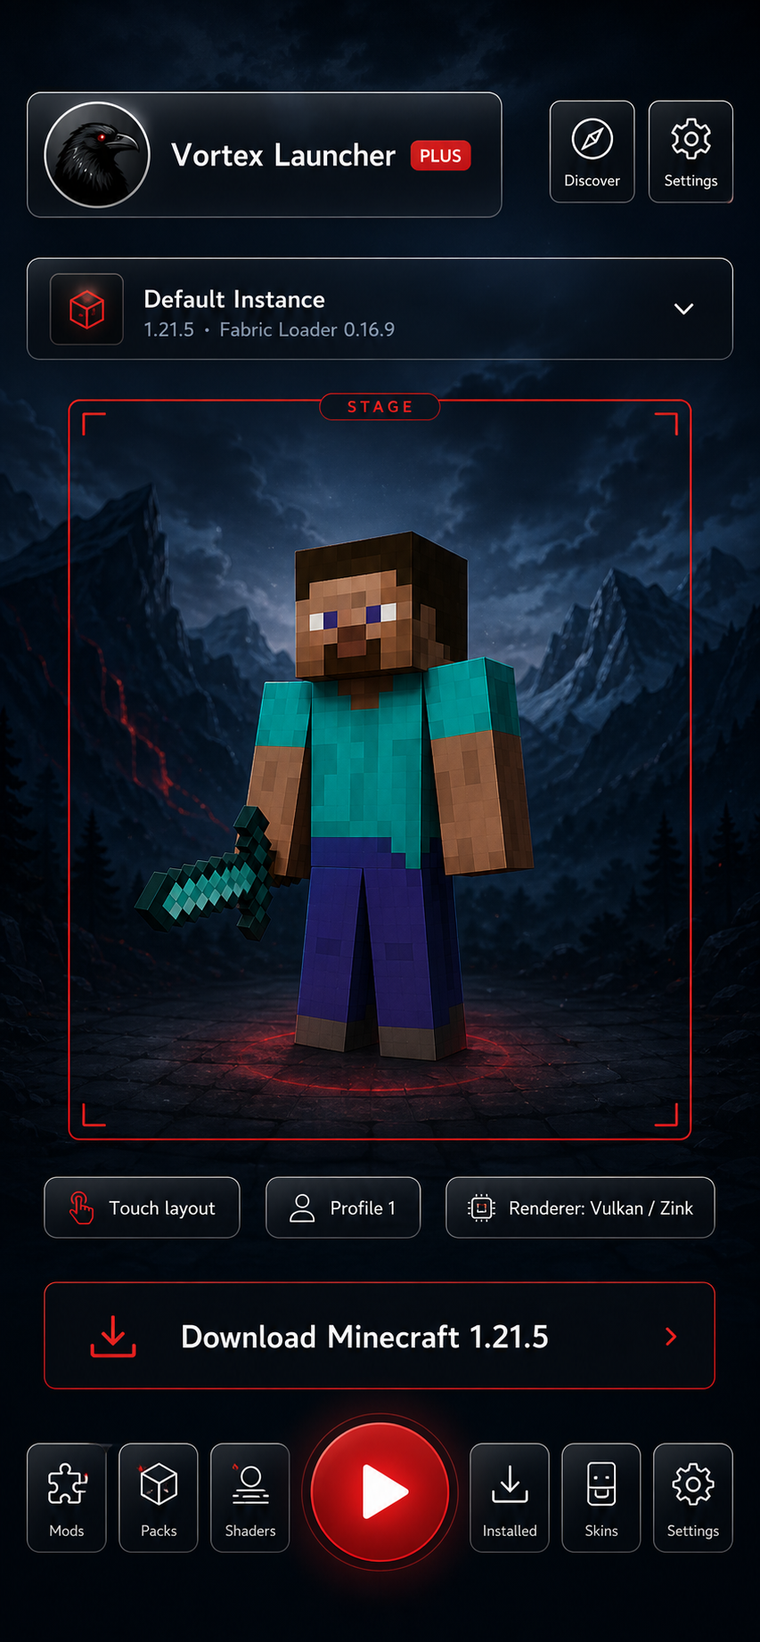 Vortex Launcher PLUS
Discover
Settings
Default Instance
1.21.5 • Fabric Loader 0.16.9
STAGE
Touch layout
Profile 1
Renderer: Vulkan / Zink
Download Minecraft 1.21.5
Mods
Packs
Shaders
Installed
Skins
Settings